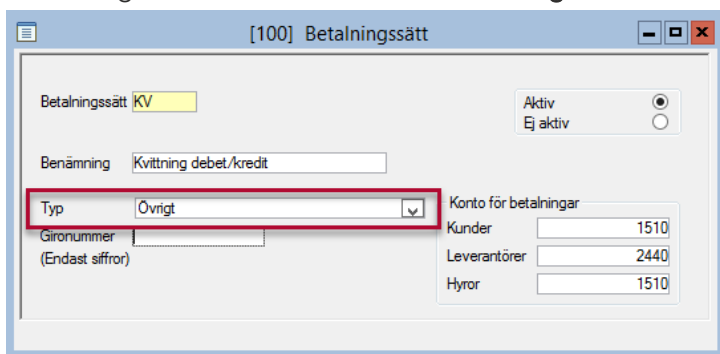 [100] Betalningssätt
Betalningssätt KV
Aktiv
Ej aktiv
Benämning Kvittning debet/kredit
Typ Övrigt
Konto för betalningar
Gironummer
(Endast siffror)
Kunder 1510
Leverantörer 2440
Hyror 1510